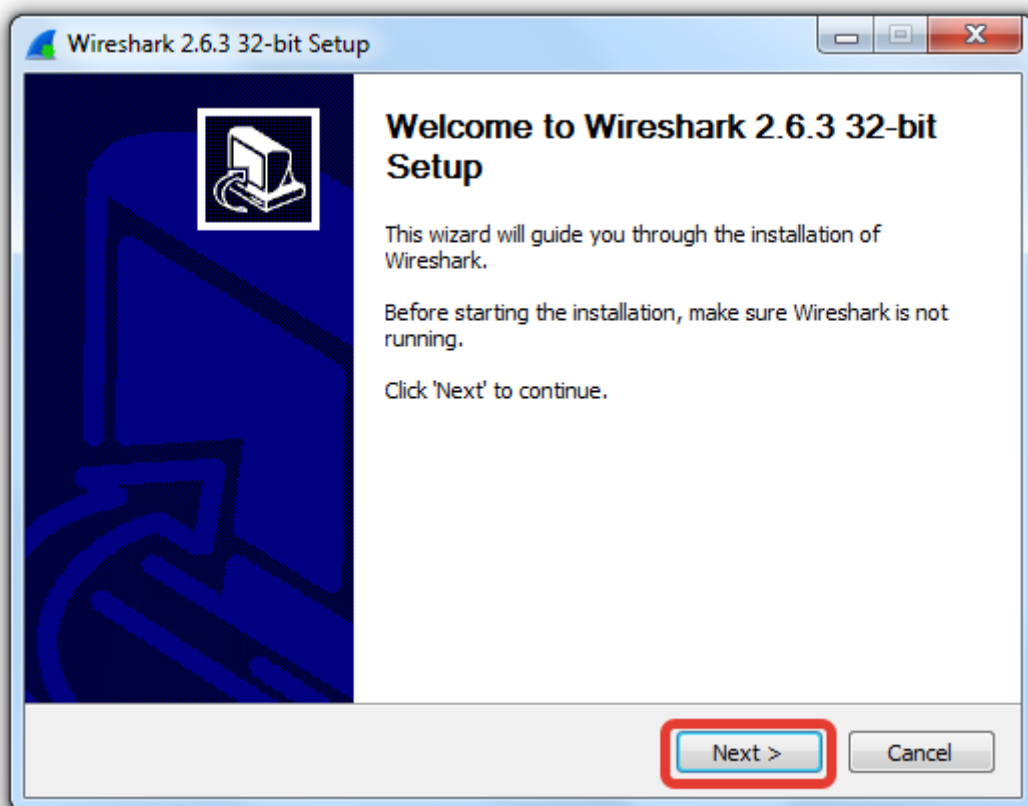 Wireshark 2.6.3 32-bit Setup
Welcome to Wireshark 2.6.3 32-bit
Setup
This wizard will guide you through the installation of
Wireshark.
Before starting the installation, make sure Wireshark is not
running.
Click 'Next' to continue.
Next >
Cancel